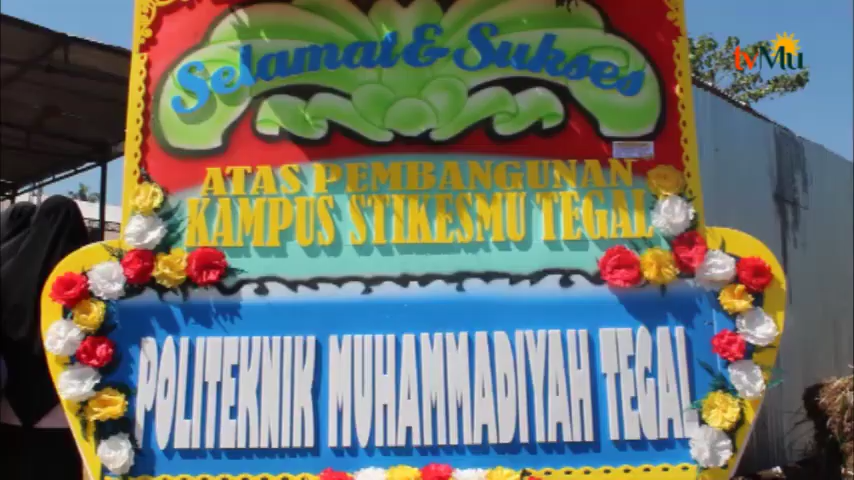 tvMu
Selamat & Sukses
ATAS PEMBANGUNAN
KAMPUS STIKESMU TEGAL
POLITEKNIK MUHAMMADIYAH TEGAL